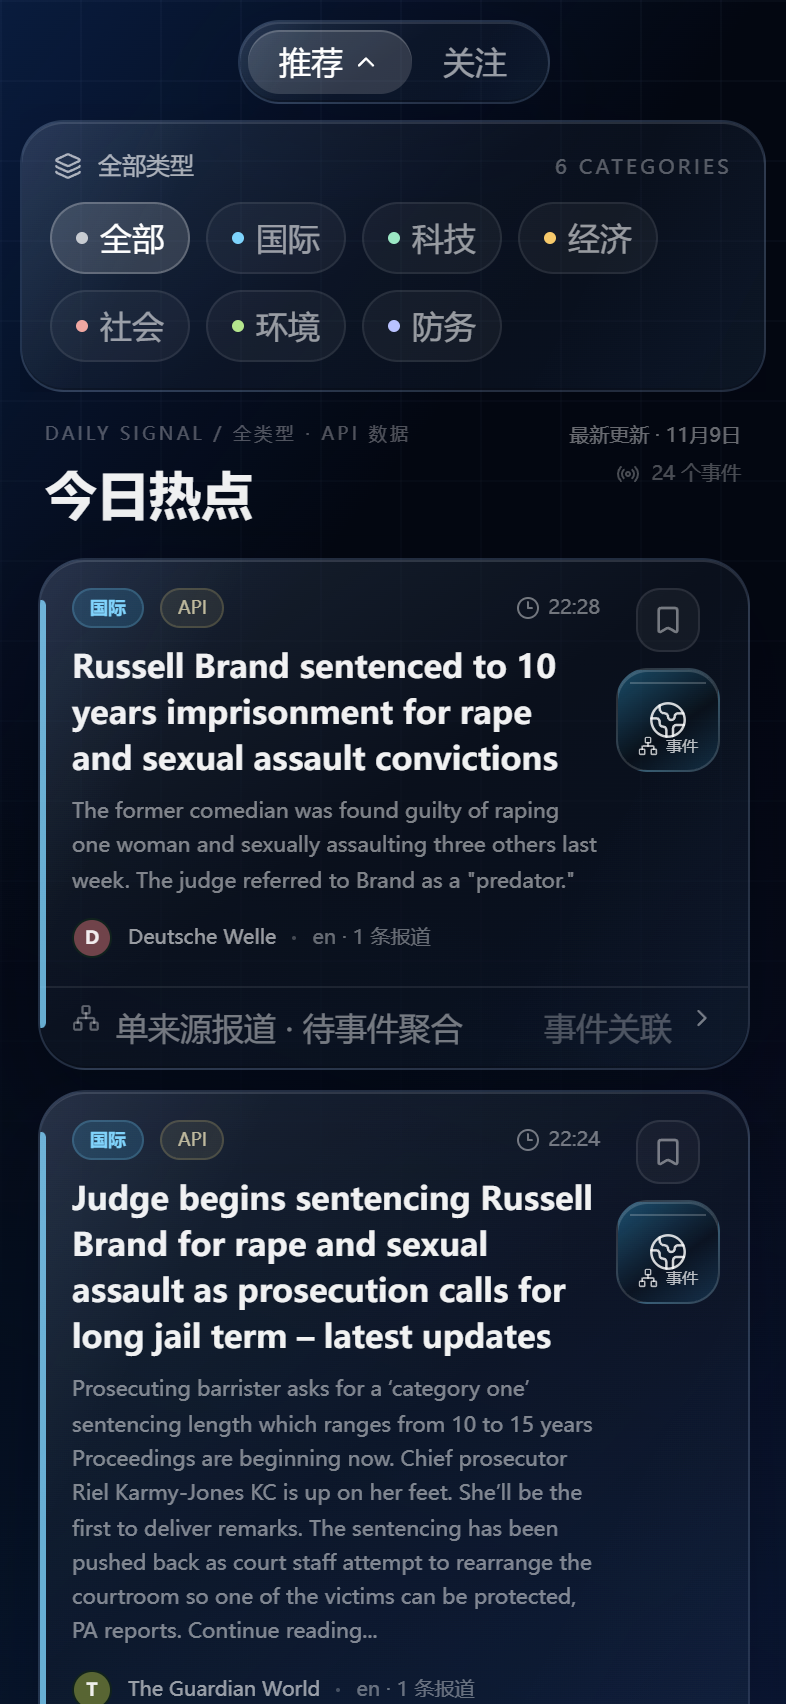 推荐
关注
全部类型
6 CATEGORIES
全部
国际
科技
经济
社会
环境
防务
DAILY SIGNAL / 全类型 · API 数据
最新更新 · 11月9日
24 个事件
今日热点
国际
API
22:28
Russell Brand sentenced to 10
years imprisonment for rape
and sexual assault convictions
事件
The former comedian was found guilty of raping
one woman and sexually assaulting three others last
week. The judge referred to Brand as a "predator."
D
Deutsche Welle · en · 1 条报道
单来源报道 · 待事件聚合
事件关联
国际
API
22:24
Judge begins sentencing Russell
Brand for rape and sexual
assault as prosecution calls for
long jail term – latest updates
事件
Prosecuting barrister asks for a ‘category one’
sentencing length which ranges from 10 to 15 years
Proceedings are beginning now. Chief prosecutor
Riel Karmy-Jones KC is up on her feet. She’ll be the
first to deliver remarks. The sentencing has been
pushed back as court staff attempt to rearrange the
courtroom so one of the victims can be protected,
PA reports. Continue reading...
T
The Guardian World · en · 1 条报道